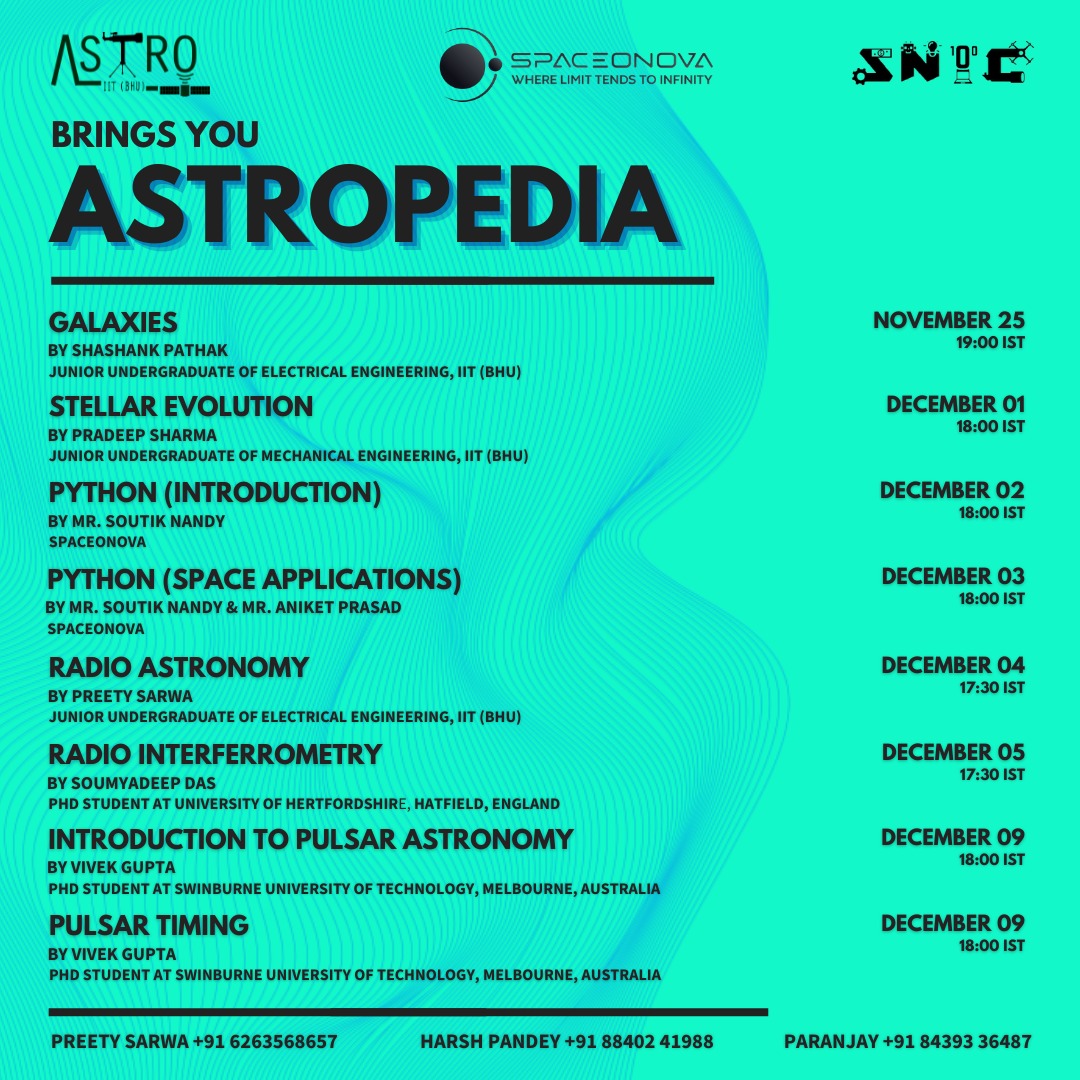 ASTRO
IIT (BHU)
SPACEONOVA
WHERE LIMIT TENDS TO INFINITY
SNTC
BRINGS YOU
ASTROPEDIA
GALAXIES
NOVEMBER 25
BY SHASHANK PATHAK
19:00 IST
JUNIOR UNDERGRADUATE OF ELECTRICAL ENGINEERING, IIT (BHU)
STELLAR EVOLUTION
DECEMBER 01
BY PRADEEP SHARMA
18:00 IST
JUNIOR UNDERGRADUATE OF MECHANICAL ENGINEERING, IIT (BHU)
PYTHON (INTRODUCTION)
DECEMBER 02
BY MR. SOUTIK NANDY
18:00 IST
SPACEONOVA
PYTHON (SPACE APPLICATIONS)
DECEMBER 03
BY MR. SOUTIK NANDY & MR. ANIKET PRASAD
18:00 IST
SPACEONOVA
RADIO ASTRONOMY
DECEMBER 04
BY PREETY SARWA
17:30 IST
JUNIOR UNDERGRADUATE OF ELECTRICAL ENGINEERING, IIT (BHU)
RADIO INTERFERROMETRY
DECEMBER 05
BY SOUMYADEEP DAS
17:30 IST
PHD STUDENT AT UNIVERSITY OF HERTFORDSHIRE, HATFIELD, ENGLAND
INTRODUCTION TO PULSAR ASTRONOMY
DECEMBER 09
BY VIVEK GUPTA
18:00 IST
PHD STUDENT AT SWINBURNE UNIVERSITY OF TECHNOLOGY, MELBOURNE, AUSTRALIA
PULSAR TIMING
DECEMBER 09
BY VIVEK GUPTA
18:00 IST
PHD STUDENT AT SWINBURNE UNIVERSITY OF TECHNOLOGY, MELBOURNE, AUSTRALIA
PREETY SARWA +91 6263568657
HARSH PANDEY +91 88402 41988
PARANJAY +91 84393 36487